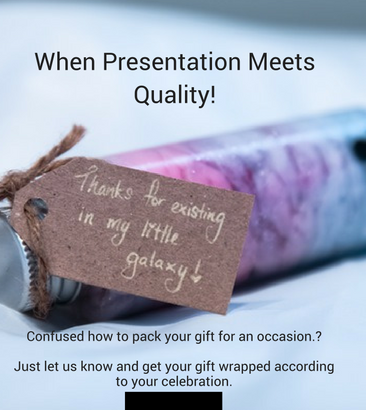 When Presentation Meets
Quality!
Thanks for existing
in my little
galaxy!
Confused how to pack your gift for an occasion.?
Just let us know and get your gift wrapped according
to your celebration.